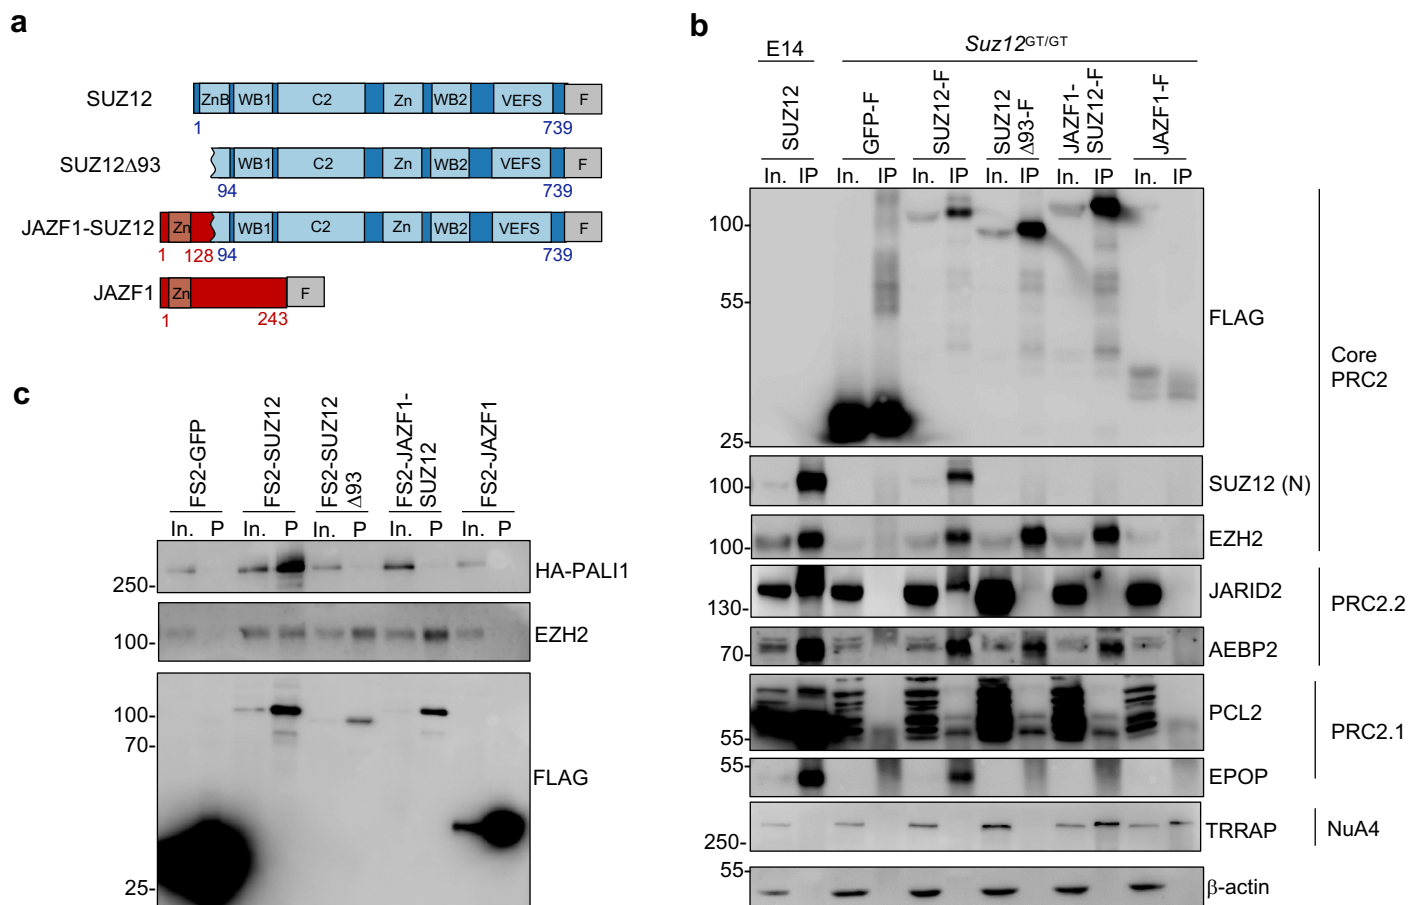 a
SUZ12
ZnB WB1 C2 Zn WB2 VEFS F
1 739
SUZ12Δ93
WB1 C2 Zn WB2 VEFS F
94 739
JAZF1-SUZ12
Zn WB1 C2 Zn WB2 VEFS F
1 128 94 739
JAZF1
Zn F
1 243
b
E14 Suz12GT/GT
SUZ12
GFP-F
SUZ12-F
SUZ12
Δ93-F
JAZF1-
SUZ12-F
JAZF1-F
In. IP In. IP In. IP In. IP In. IP In. IP
100-
55-
25-
FLAG
100-
SUZ12 (N)
100-
EZH2
Core
PRC2
130-
JARID2
70-
AEBP2
PRC2.2
55-
PCL2
55-
EPOP
PRC2.1
250-
TRRAP
NuA4
55-
β-actin
c
FS2-GFP
FS2-SUZ12
FS2-SUZ12
Δ93
FS2-JAZF1-
SUZ12
FS2-JAZF1
In. P In. P In. P In. P In. P
250-
HA-PALI1
100-
EZH2
100-
70-
25-
FLAG